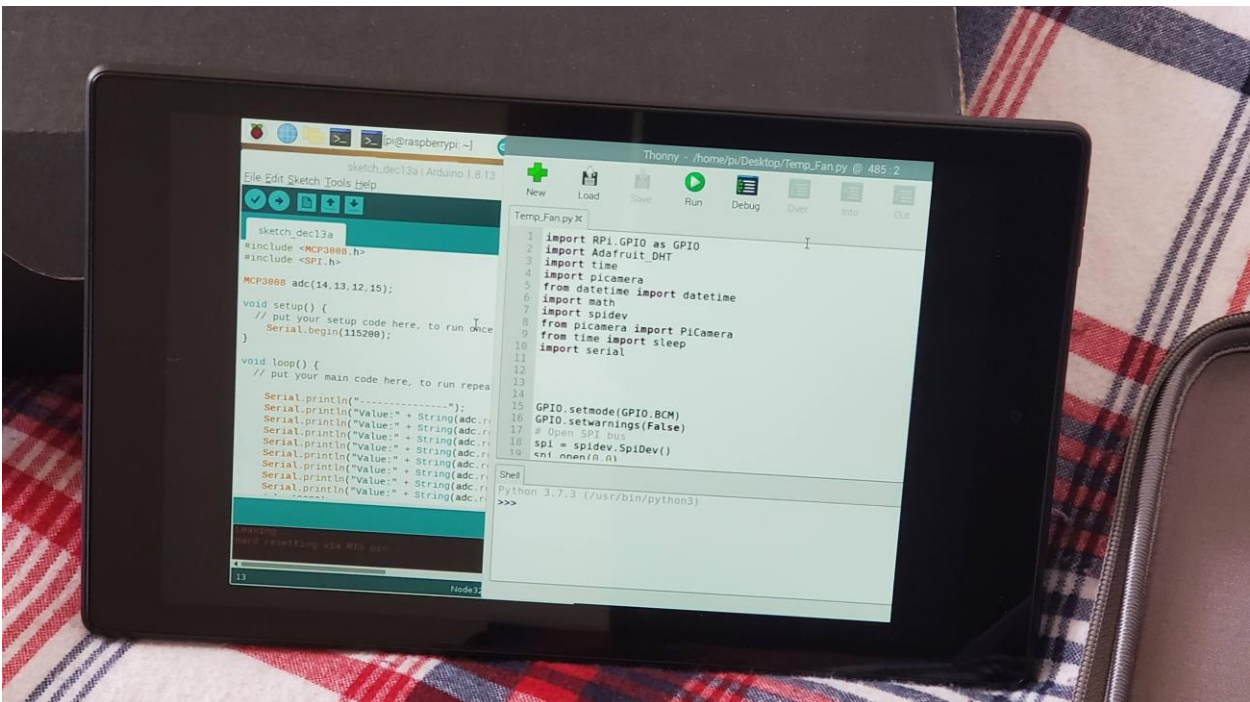 [pi@raspberrypi: ~]
sketch_dec13a | Arduino 1.8.13
File Edit Sketch Tools Help
sketch_dec13a
#include <MCP3008.h>
#include <SPI.h>
MCP3008 adc(14,13,12,15);
void setup() {
// put your setup code here, to run once
Serial.begin(115200);
}
void loop() {
// put your main code here, to run repea
Serial.println("----------------");
Serial.println("Value:" + String(adc.r
Serial.println("Value:" + String(adc.r
Serial.println("Value:" + String(adc.r
Serial.println("Value:" + String(adc.r
Serial.println("Value:" + String(adc.r
Serial.println("Value:" + String(adc.r
Serial.println("Value:" + String(adc.r
Serial.println("Value:" + String(adc.r
Leaving...
Hard resetting via RTS pin
13
Node32
Thonny - /home/pi/Desktop/Temp_Fan.py @ 485 : 2
New Load Save Run Debug Over Into Out
Temp_Fan.py
1 import RPi.GPIO as GPIO
2 import Adafruit_DHT
3 import time
4 import picamera
5 from datetime import datetime
6 import math
7 import spidev
8 from picamera import PiCamera
9 from time import sleep
10 import serial
11
12
13
14
15 GPIO.setmode(GPIO.BCM)
16 GPIO.setwarnings(False)
17 # Open SPI bus
18 spi = spidev.SpiDev()
19 spi.open(0,0)
Shell
Python 3.7.3 (/usr/bin/python3)
>>>